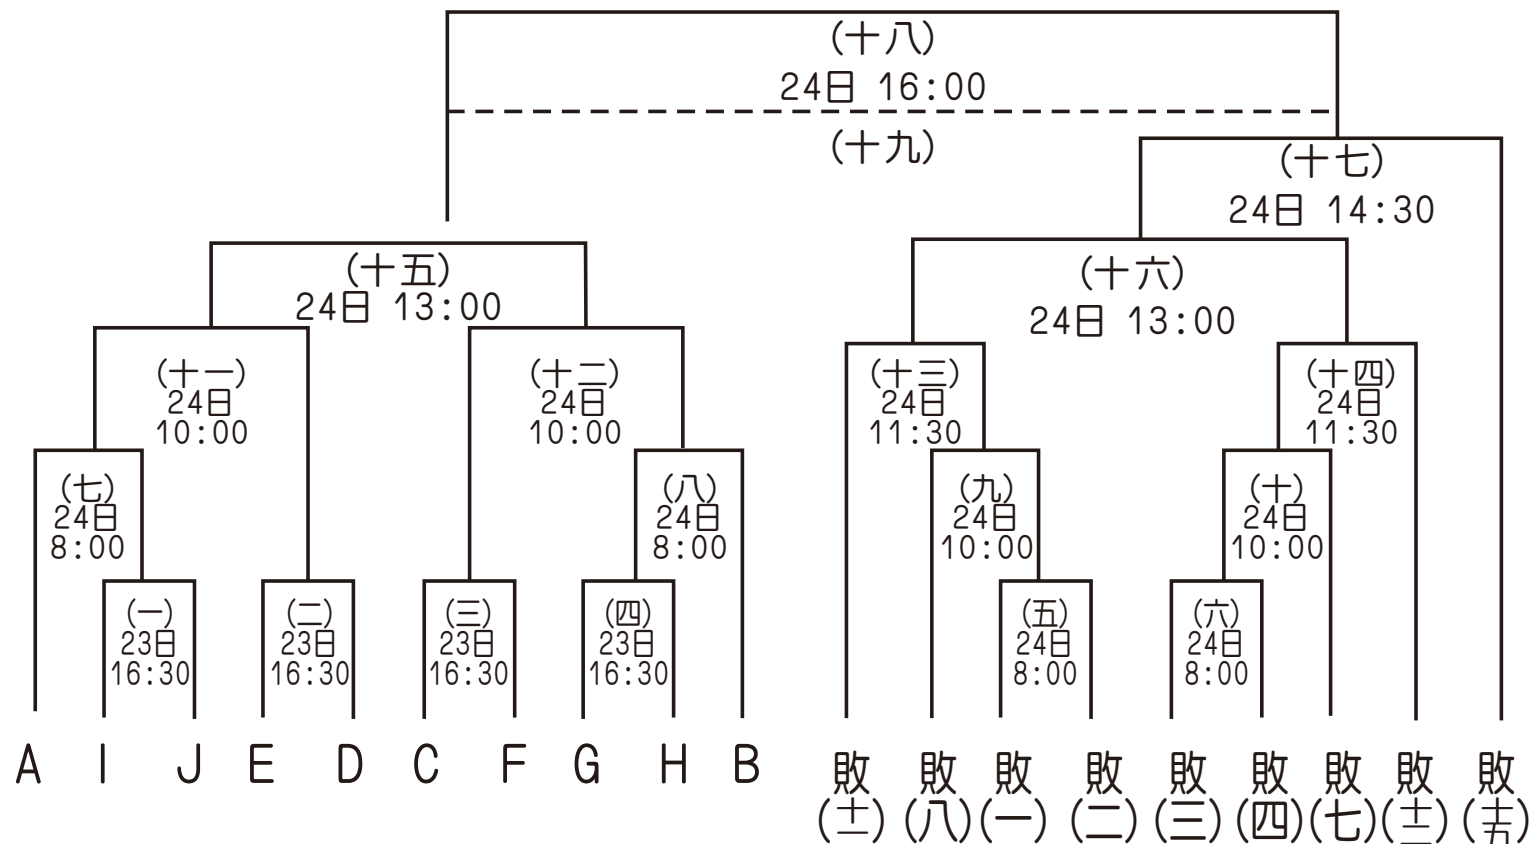 (十八)
24日 16:00
(十九)
(十七)
24日 14:30
(十五)
24日 13:00
(十六)
24日 13:00
(十一)
24日
10:00
(十二)
24日
10:00
(十三)
24日
11:30
(十四)
24日
11:30
(七)
24日
8:00
(八)
24日
8:00
(九)
24日
10:00
(十)
24日
10:00
(一)
23日
16:30
(二)
23日
16:30
(三)
23日
16:30
(四)
23日
16:30
(五)
24日
8:00
(六)
24日
8:00
A I J E D C F G H B
敗 敗 敗 敗 敗 敗 敗 敗 敗
(十一) (八) (一) (二) (三) (四) (七) (十二) (十五)